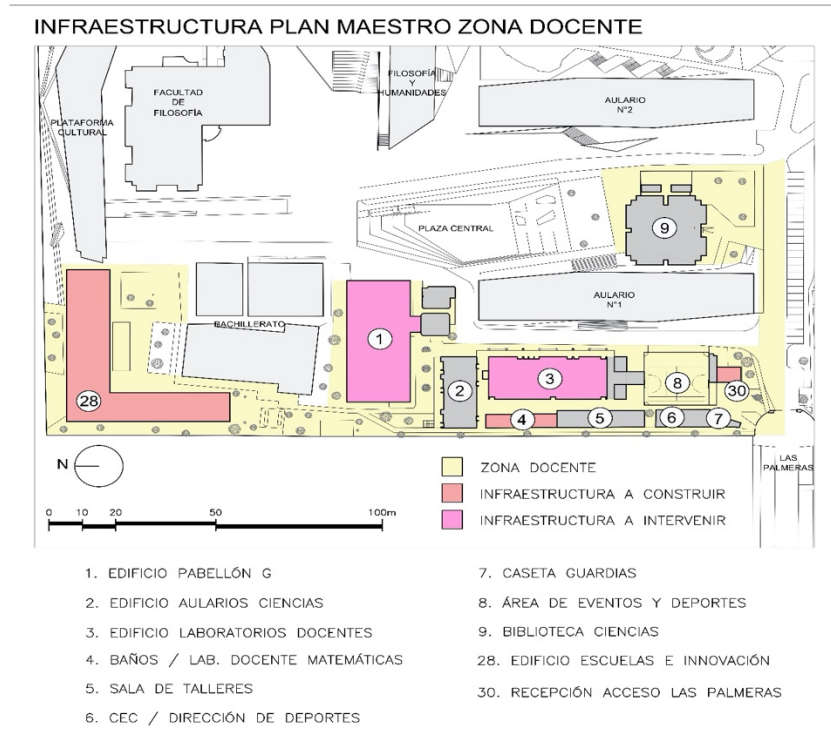 INFRAESTRUCTURA PLAN MAESTRO ZONA DOCENTE
PLATAFORMA
CULTURAL
FACULTAD
DE
FILOSOFÍA
FILOSOFÍA
Y
HUMANIDADES
AULARIO
N°2
PLAZA CENTRAL
9
AULARIO
N°1
BACHILLERATO
1
28
2
3
4
5
6
7
8
30
LAS
PALMERAS
N
0 10 20 50 100m
ZONA DOCENTE
INFRAESTRUCTURA A CONSTRUIR
INFRAESTRUCTURA A INTERVENIR
1. EDIFICIO PABELLÓN G
2. EDIFICIO AULARIOS CIENCIAS
3. EDIFICIO LABORATORIOS DOCENTES
4. BAÑOS / LAB. DOCENTE MATEMÁTICAS
5. SALA DE TALLERES
6. CEC / DIRECCIÓN DE DEPORTES
7. CASETA GUARDIAS
8. ÁREA DE EVENTOS Y DEPORTES
9. BIBLIOTECA CIENCIAS
28. EDIFICIO ESCUELAS E INNOVACIÓN
30. RECEPCIÓN ACCESO LAS PALMERAS